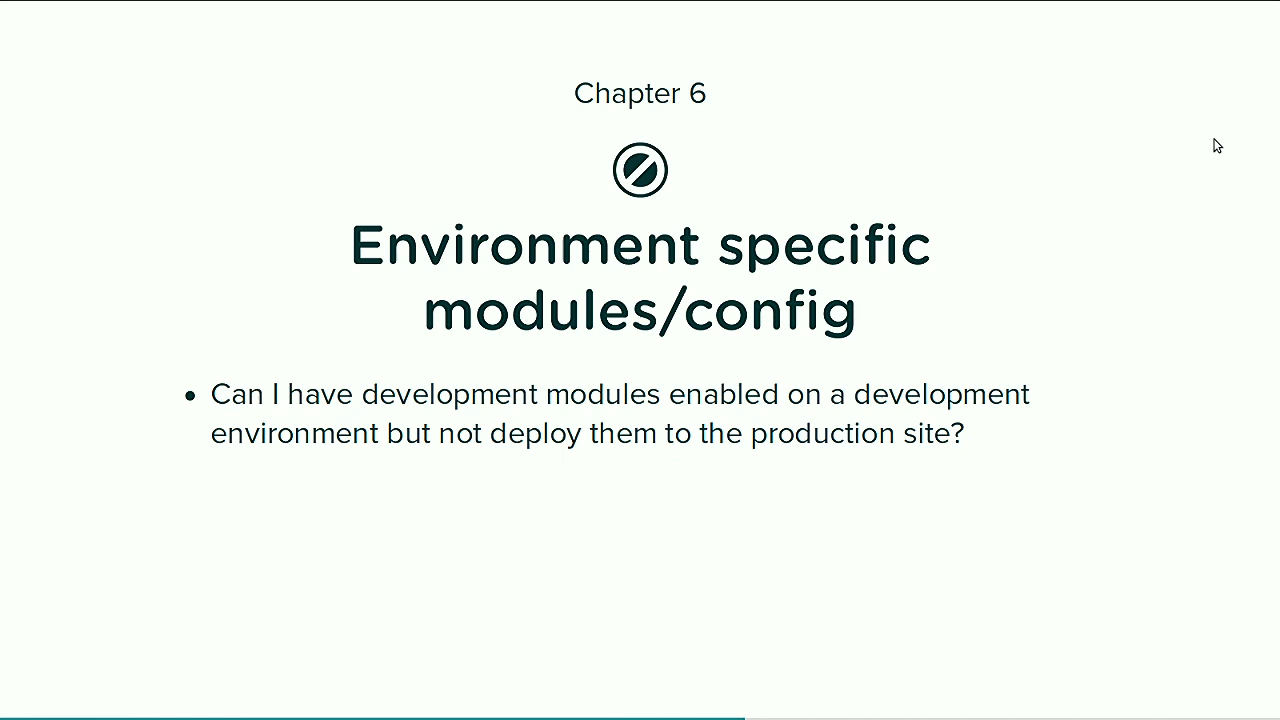 Chapter 6
Environment specific
modules/config
• Can I have development modules enabled on a development
environment but not deploy them to the production site?